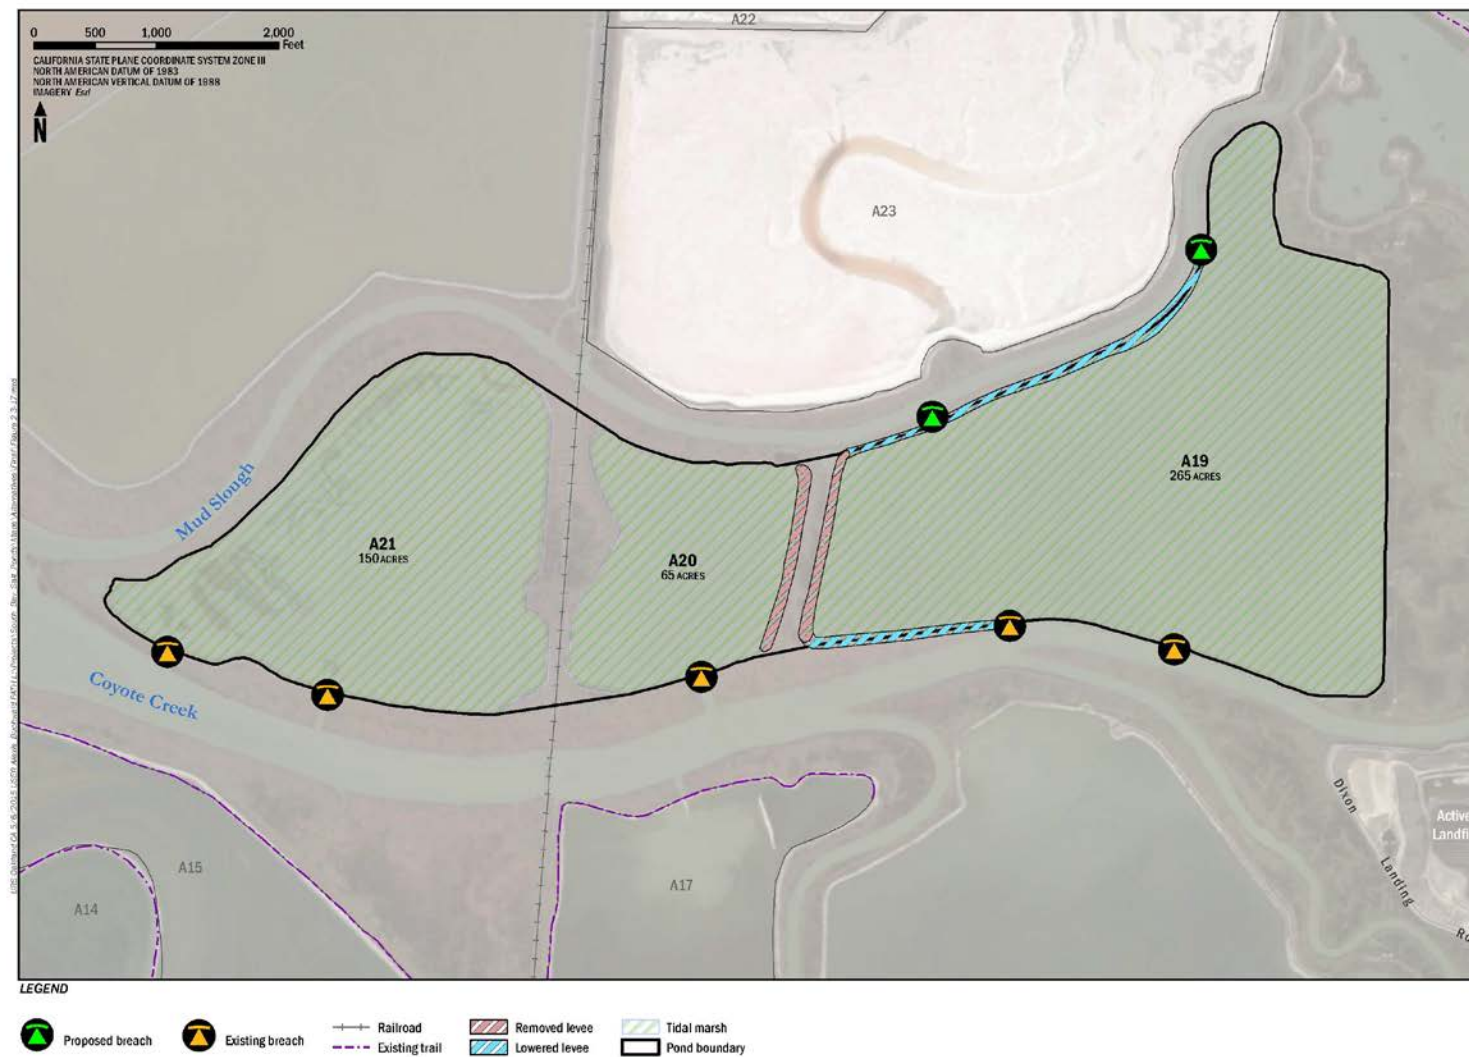 A22
0 500 1,000 2,000
Feet
CALIFORNIA STATE PLANE COORDINATE SYSTEM ZONE III
NORTH AMERICAN DATUM OF 1983
NORTH AMERICAN VERTICAL DATUM OF 1988
IMAGERY Esri
N
A23
A19
265 ACRES
Mud Slough
A21
150 ACRES
A20
65 ACRES
Coyote Creek
Dixon
Landing
Ro
Active
Landfi
A15
A14
A17
LEGEND
Proposed breach
Existing breach
Railroad
Existing trail
Removed levee
Lowered levee
Tidal marsh
Pond boundary